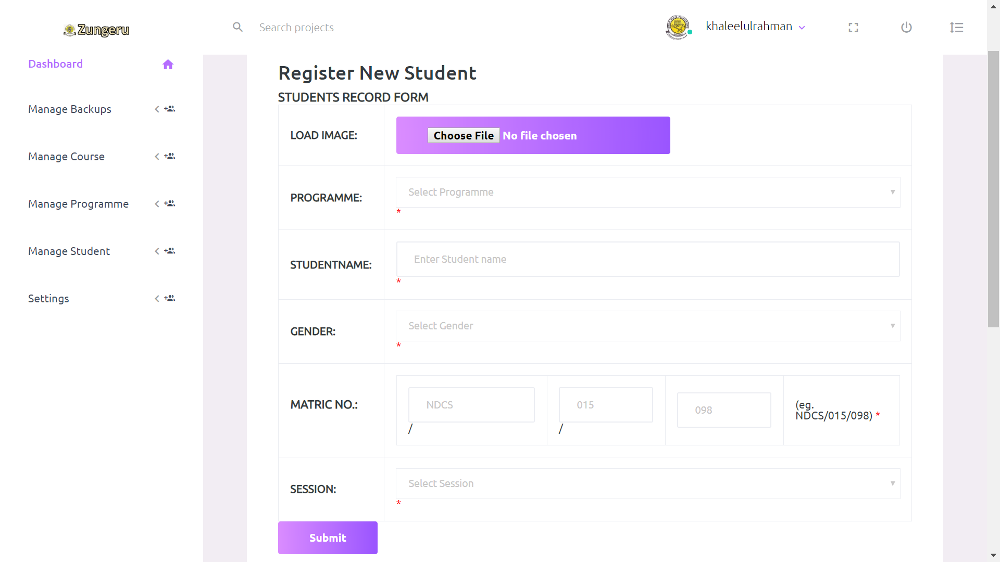 Zungeru
Search projects
khaleelulrahman
Dashboard
Manage Backups
Manage Course
Manage Programme
Manage Student
Settings
Register New Student
STUDENTS RECORD FORM
LOAD IMAGE:
Choose File No file chosen
PROGRAMME:
Select Programme
*
STUDENTNAME:
Enter Student name
*
GENDER:
Select Gender
*
MATRIC NO.:
NDCS
/
015
/
098
(eg.
NDCS/015/098) *
SESSION:
Select Session
*
Submit